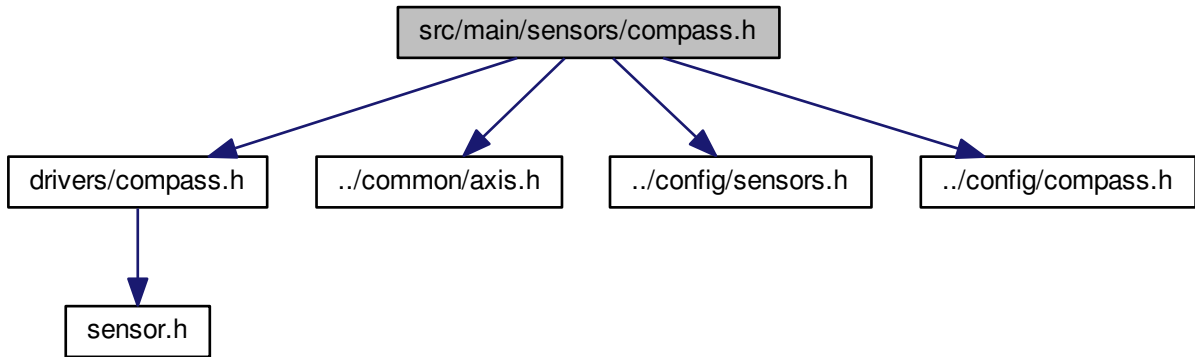 src/main/sensors/compass.h
drivers/compass.h
../common/axis.h
../config/sensors.h
../config/compass.h
sensor.h